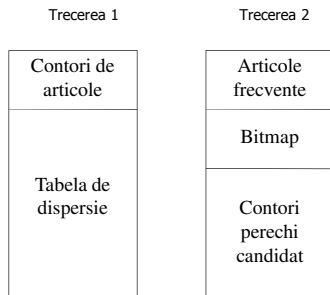 Trecerea 1
Trecerea 2
Contori de
articole
Tabela de
dispersie
Articole
frecvente
Bitmap
Contori
perechi
candidat